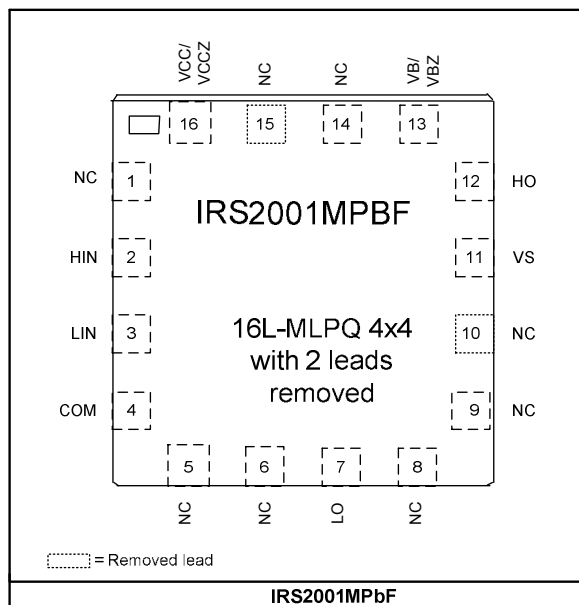 VCC/
VCCZ
NC
NC
VB/
VBZ
16
15
14
13
NC
1
12
HO
IRS2001MPBF
HIN
2
11
VS
LIN
3
16L-MLPQ 4x4
with 2 leads
removed
10
NC
COM
4
9
NC
5
6
7
8
NC
NC
LO
NC
= Removed lead
IRS2001MPbF